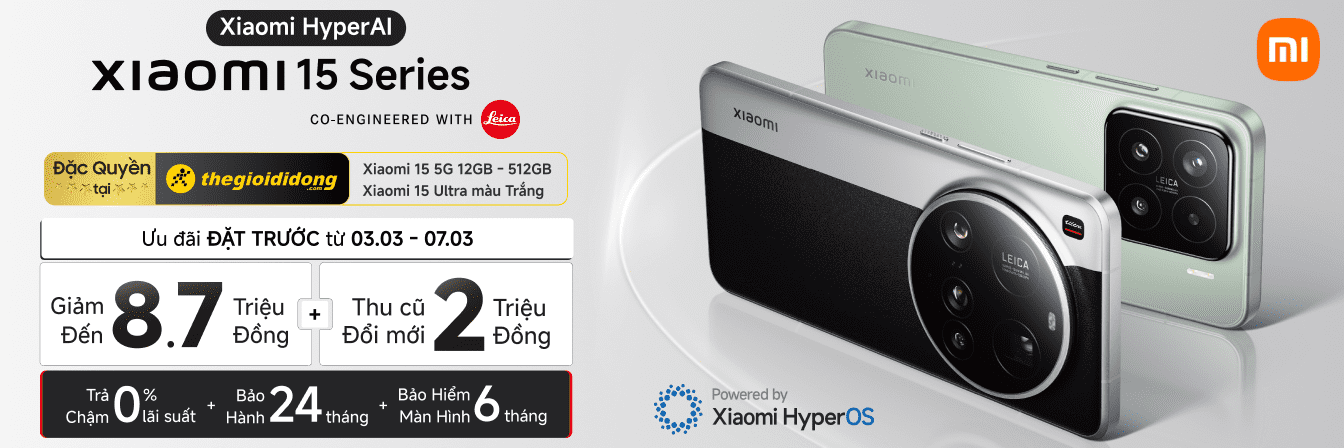 Xiaomi HyperAI
xiaomi 15 Series
CO-ENGINEERED WITH Leica
Đặc Quyền
tại
thegioididong
.com
Xiaomi 15 5G 12GB - 512GB
Xiaomi 15 Ultra màu Trắng
Ưu đãi ĐẶT TRƯỚC từ 03.03 - 07.03
Giảm
Đến
8.7
Triệu
Đồng
+
Thu cũ
Đổi mới
2
Triệu
Đồng
Trả
Chậm
0%
lãi suất
+
Bảo
Hành
24
tháng
+
Bảo Hiểm
Màn Hình
6
tháng
xiaomi
LEICA
xiaomi
LEICA
mi
Powered by
Xiaomi HyperOS